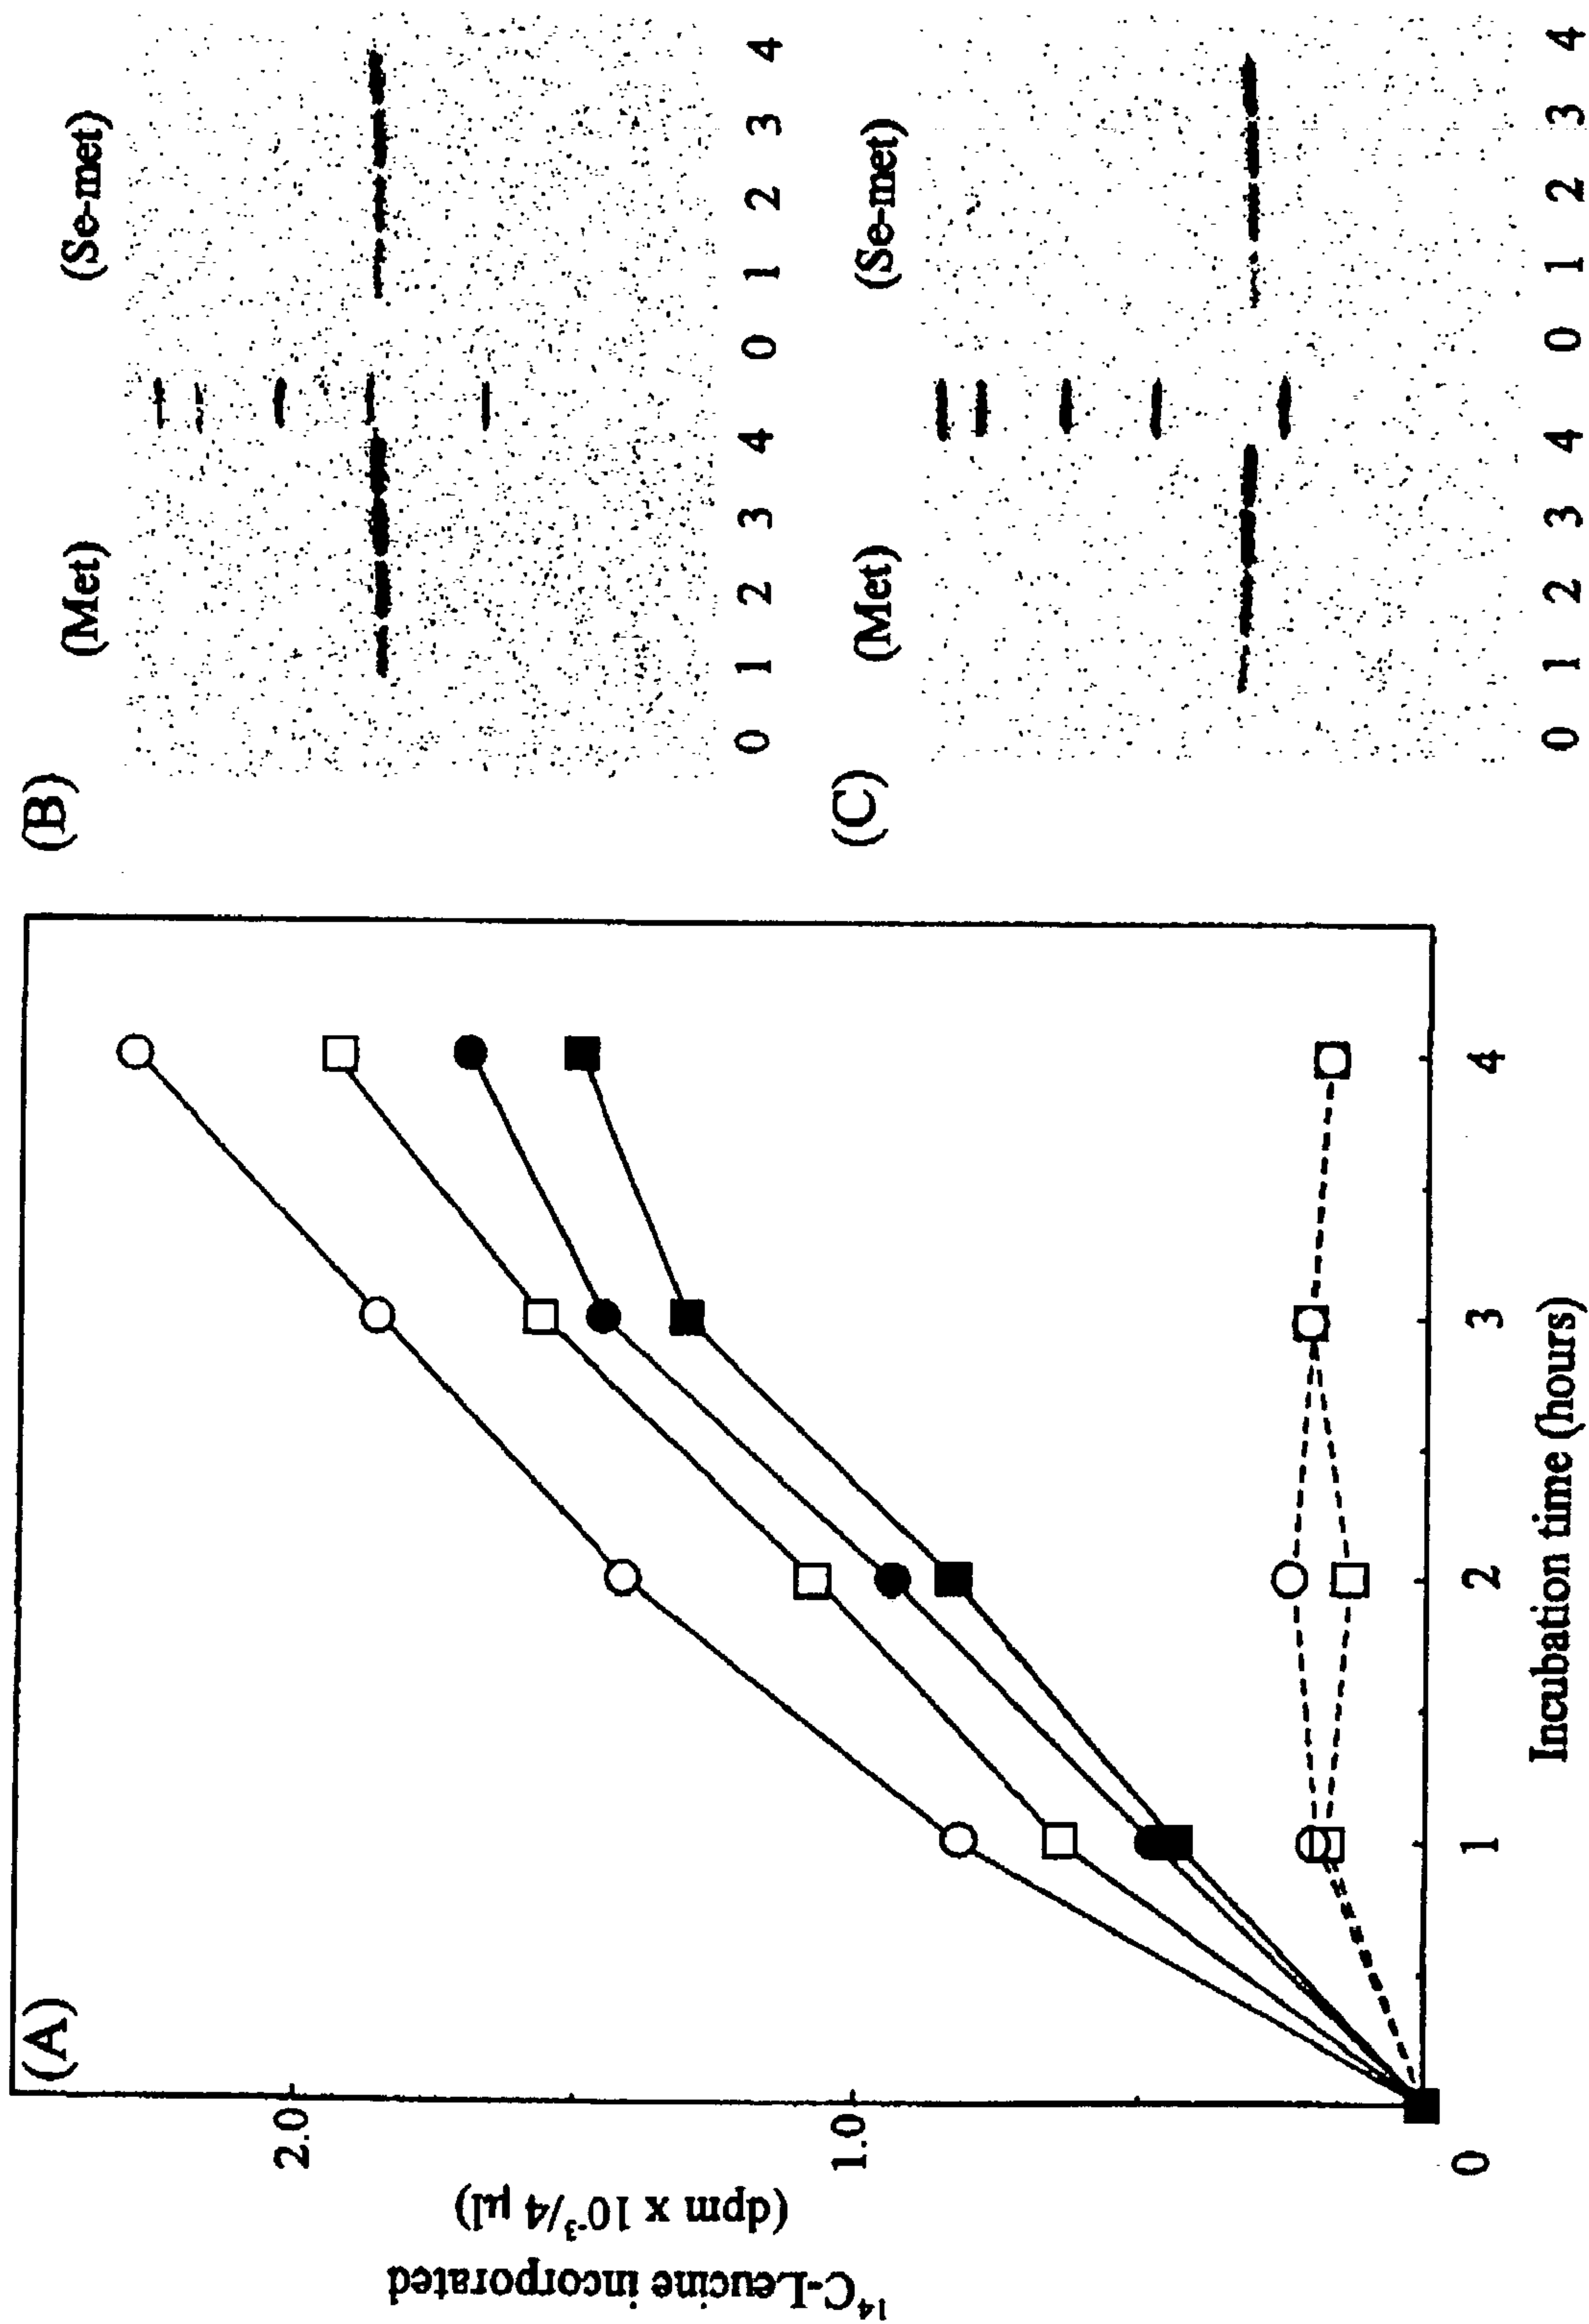 (A)
2.0
1.0
0
1
2
3
4
¹⁴C-Leucine incorporated
(dpm x 10⁻³/4 µl)
Incubation time (hours)
(B)
(Met) (Se-met)
0 1 2 3 4 0 1 2 3 4
(C)
(Met) (Se-met)
0 1 2 3 4 0 1 2 3 4